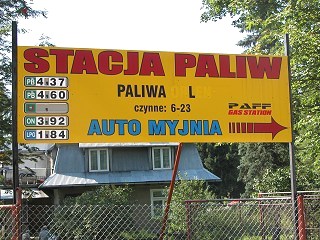 STACJA PALIW
PB 4.37
PB 4.60
ON 3.92
LPG 1.84
PALIWA L
czynne: 6-23
AUTO MYJNIA
PAFF
GAS STATION